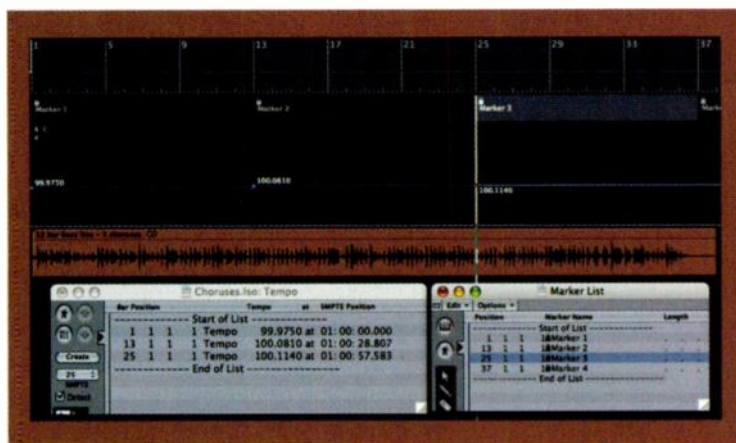 1 5 9 13 17 21 25 29 33 37
Marker 1 Marker 2 Marker 3
99.9750 100.0810 100.1140
Choruses.lso: Tempo
Bar Position Tempo at SMPTE Position
Start of List
1 1 1 1 Tempo 99.9750 at 01: 00: 00.000
13 1 1 1 Tempo 100.0810 at 01: 00: 28.807
25 1 1 1 Tempo 100.1140 at 01: 00: 57.583
End of List
Create
25
SMPTE
Detect
Marker List
Edit Options
Position Marker Name Length
Start of List
1 1 1 Marker 1
13 1 1 Marker 2
25 1 1 Marker 3
37 1 1 Marker 4
End of List